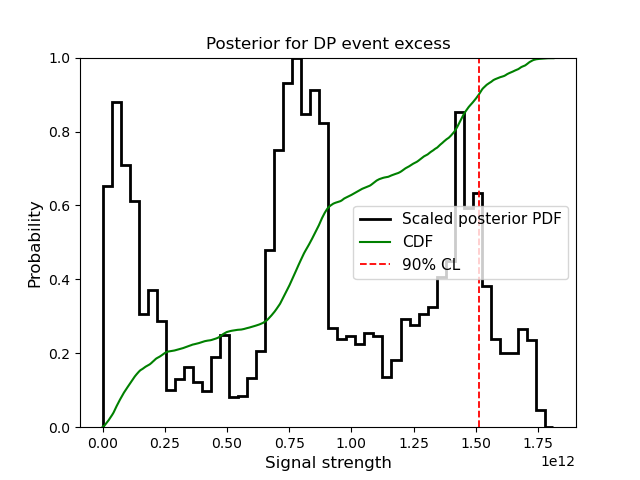 Posterior for DP event excess
1.0
0.8
0.6
0.4
0.2
0.0
Probability
Scaled posterior PDF
CDF
90% CL
0.00 0.25 0.50 0.75 1.00 1.25 1.50 1.75
1e12
Signal strength